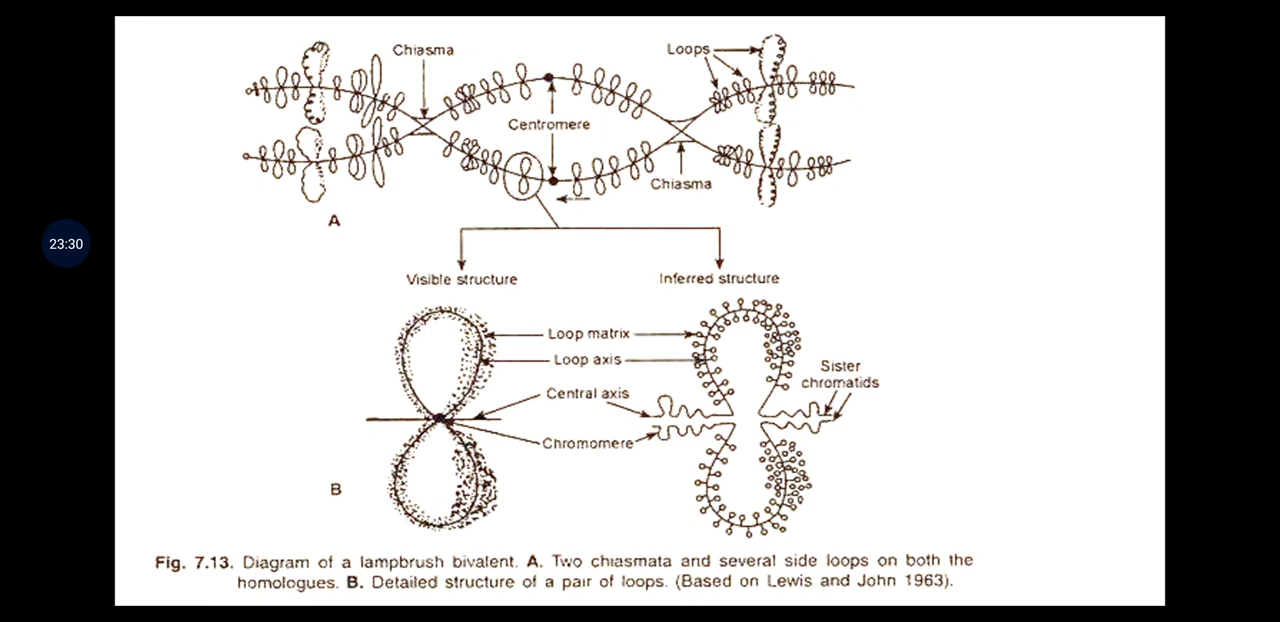 Chiasma
Loops
Centromere
Chiasma
A
23:30
Visible structure
Inferred structure
Loop matrix
Loop axis
Sister
chromatids
Central axis
Chromomere
B
Fig. 7.13. Diagram of a lampbrush bivalent. A. Two chiasmata and several side loops on both the
homologues. B. Detailed structure of a pair of loops. (Based on Lewis and John 1963).